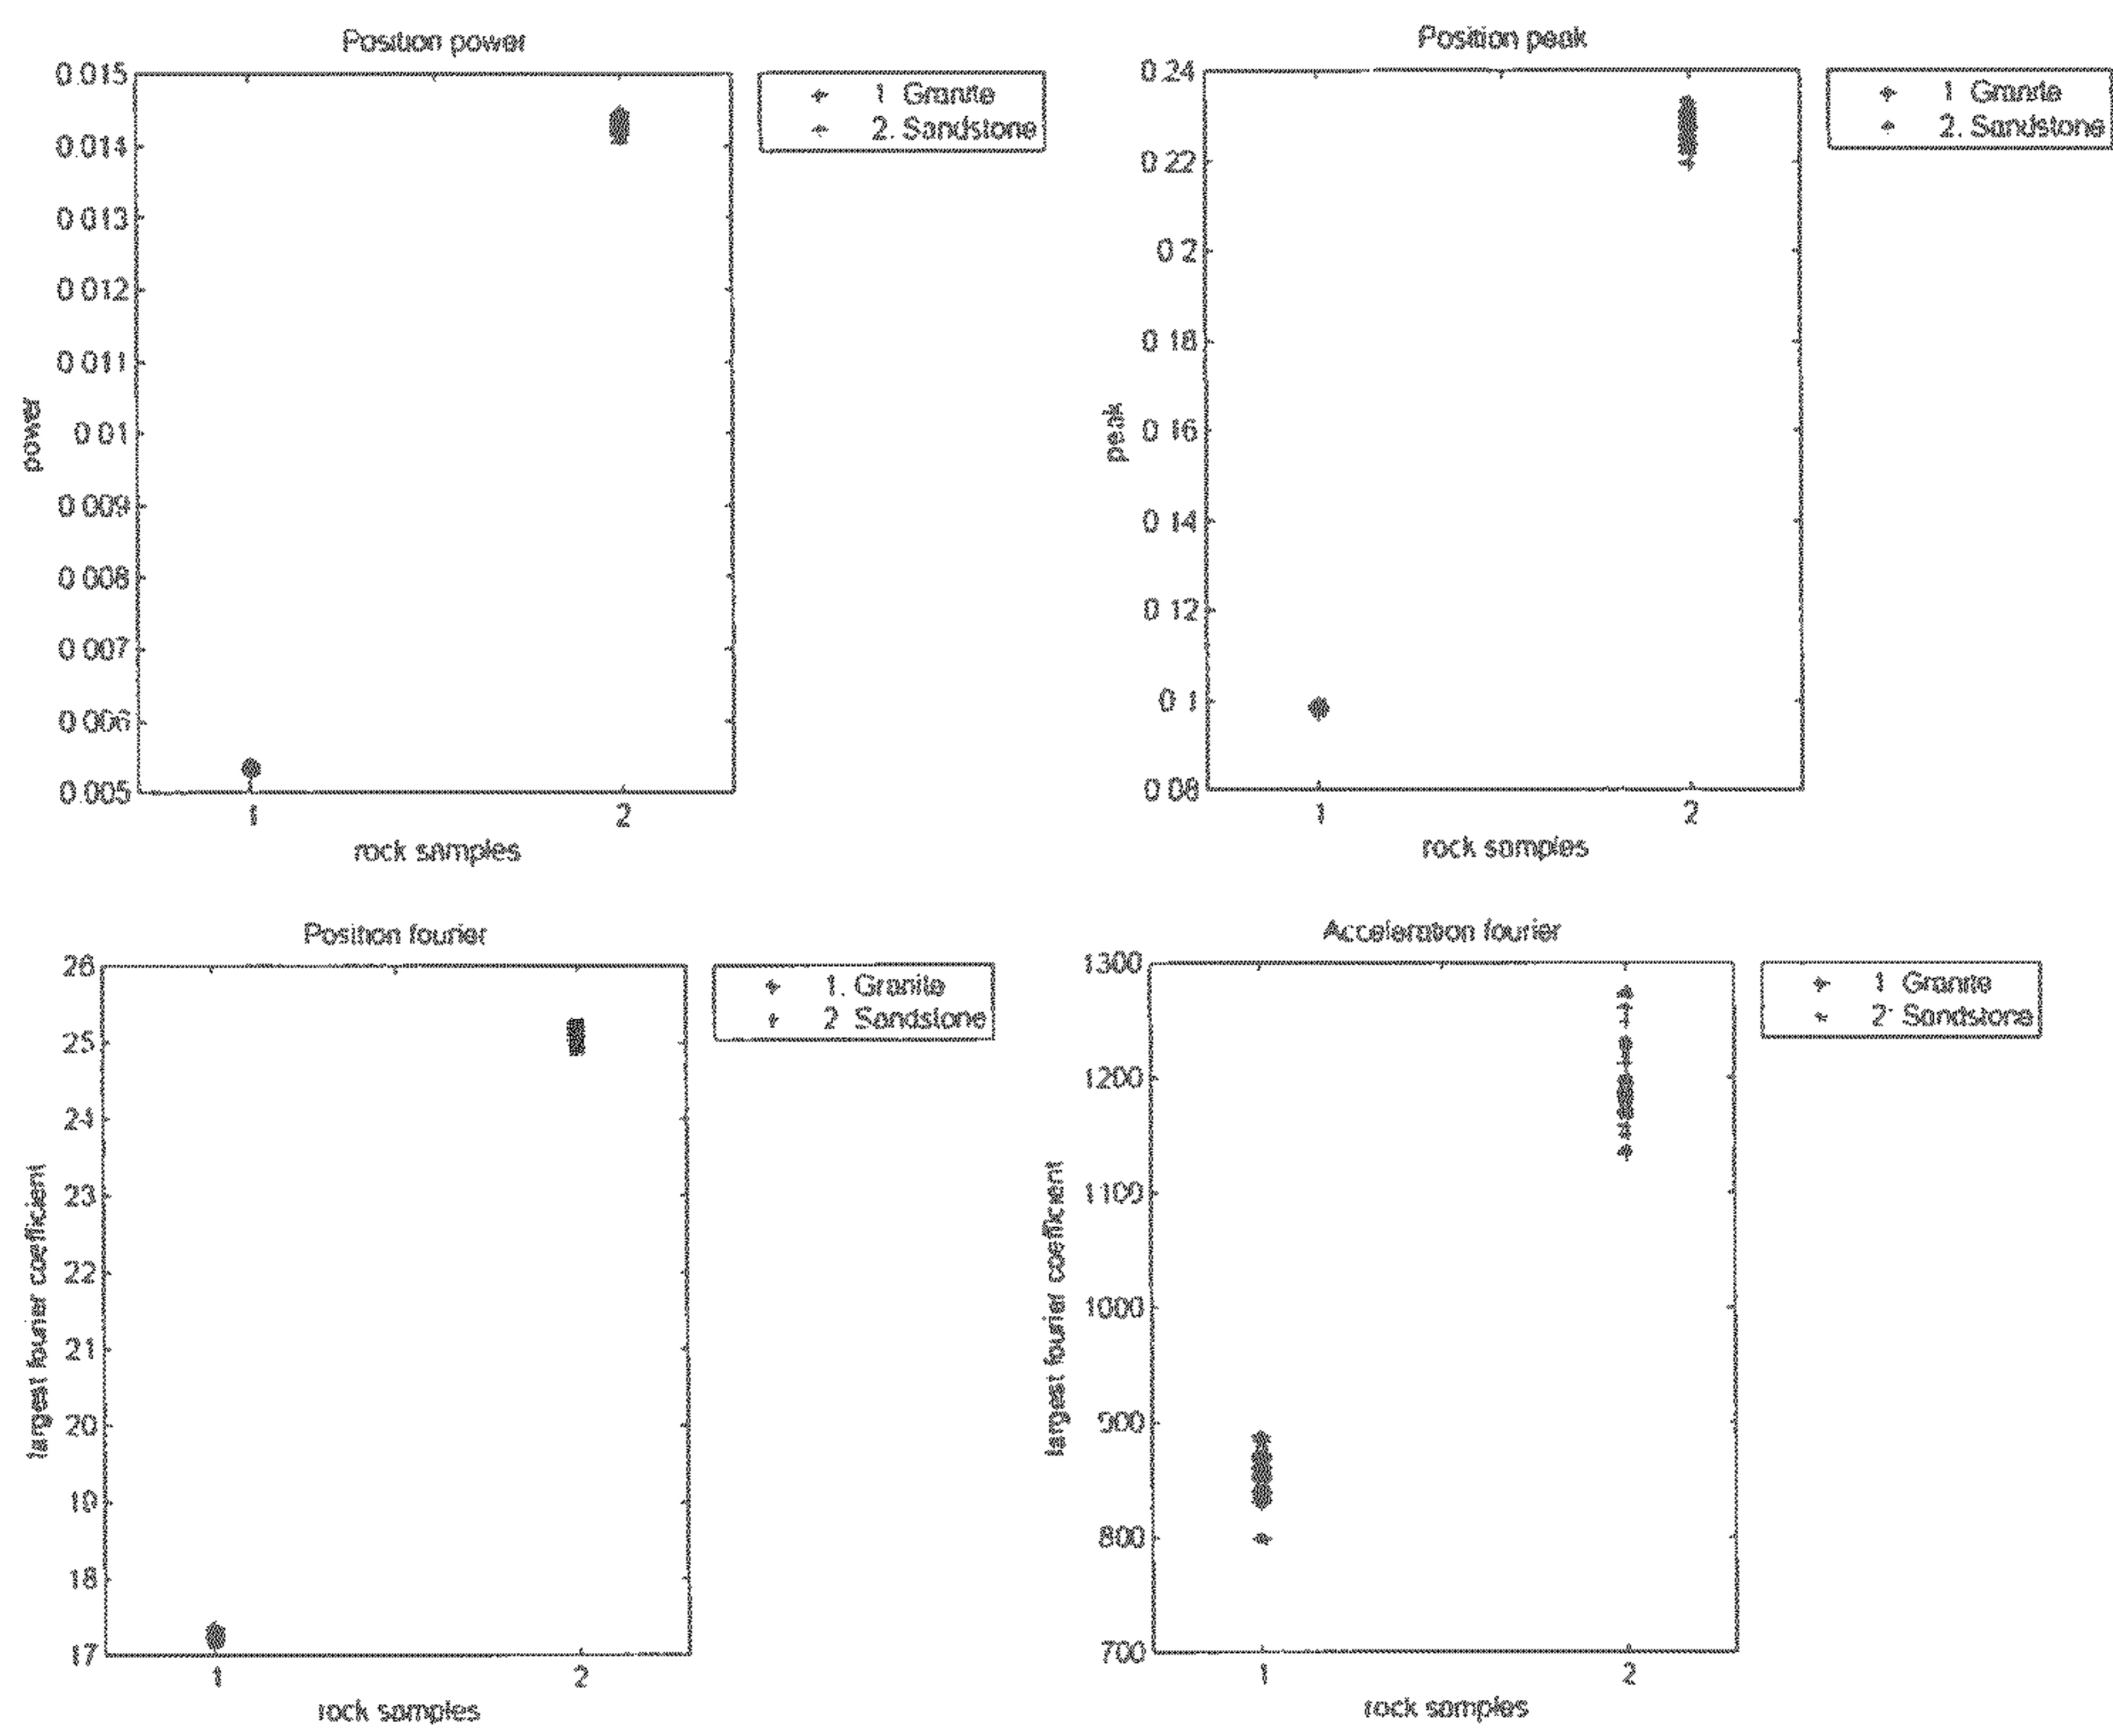 Position power
0.015
0.014
0 013
0 012
0 011
0 01
0 009
0 008
0 007
0 006
0.005
power
1
2
rock samples
1 Granite
2. Sandstone
Position peak
0.24
0 22
0 2
0 18
0 16
0 14
0 12
0 1
0 08
peak
1
2
rock samples
1 Granite
2. Sandstone
Position fourier
26
25
24
23
22
21
20
19
18
17
largest fourier coefficient
1
2
rock samples
1. Granite
2 Sandstone
Acceleration fourier
1300
1200
1100
1000
900
800
700
largest fourier coefficient
1
2
rock samples
1 Granite
2 Sandstone